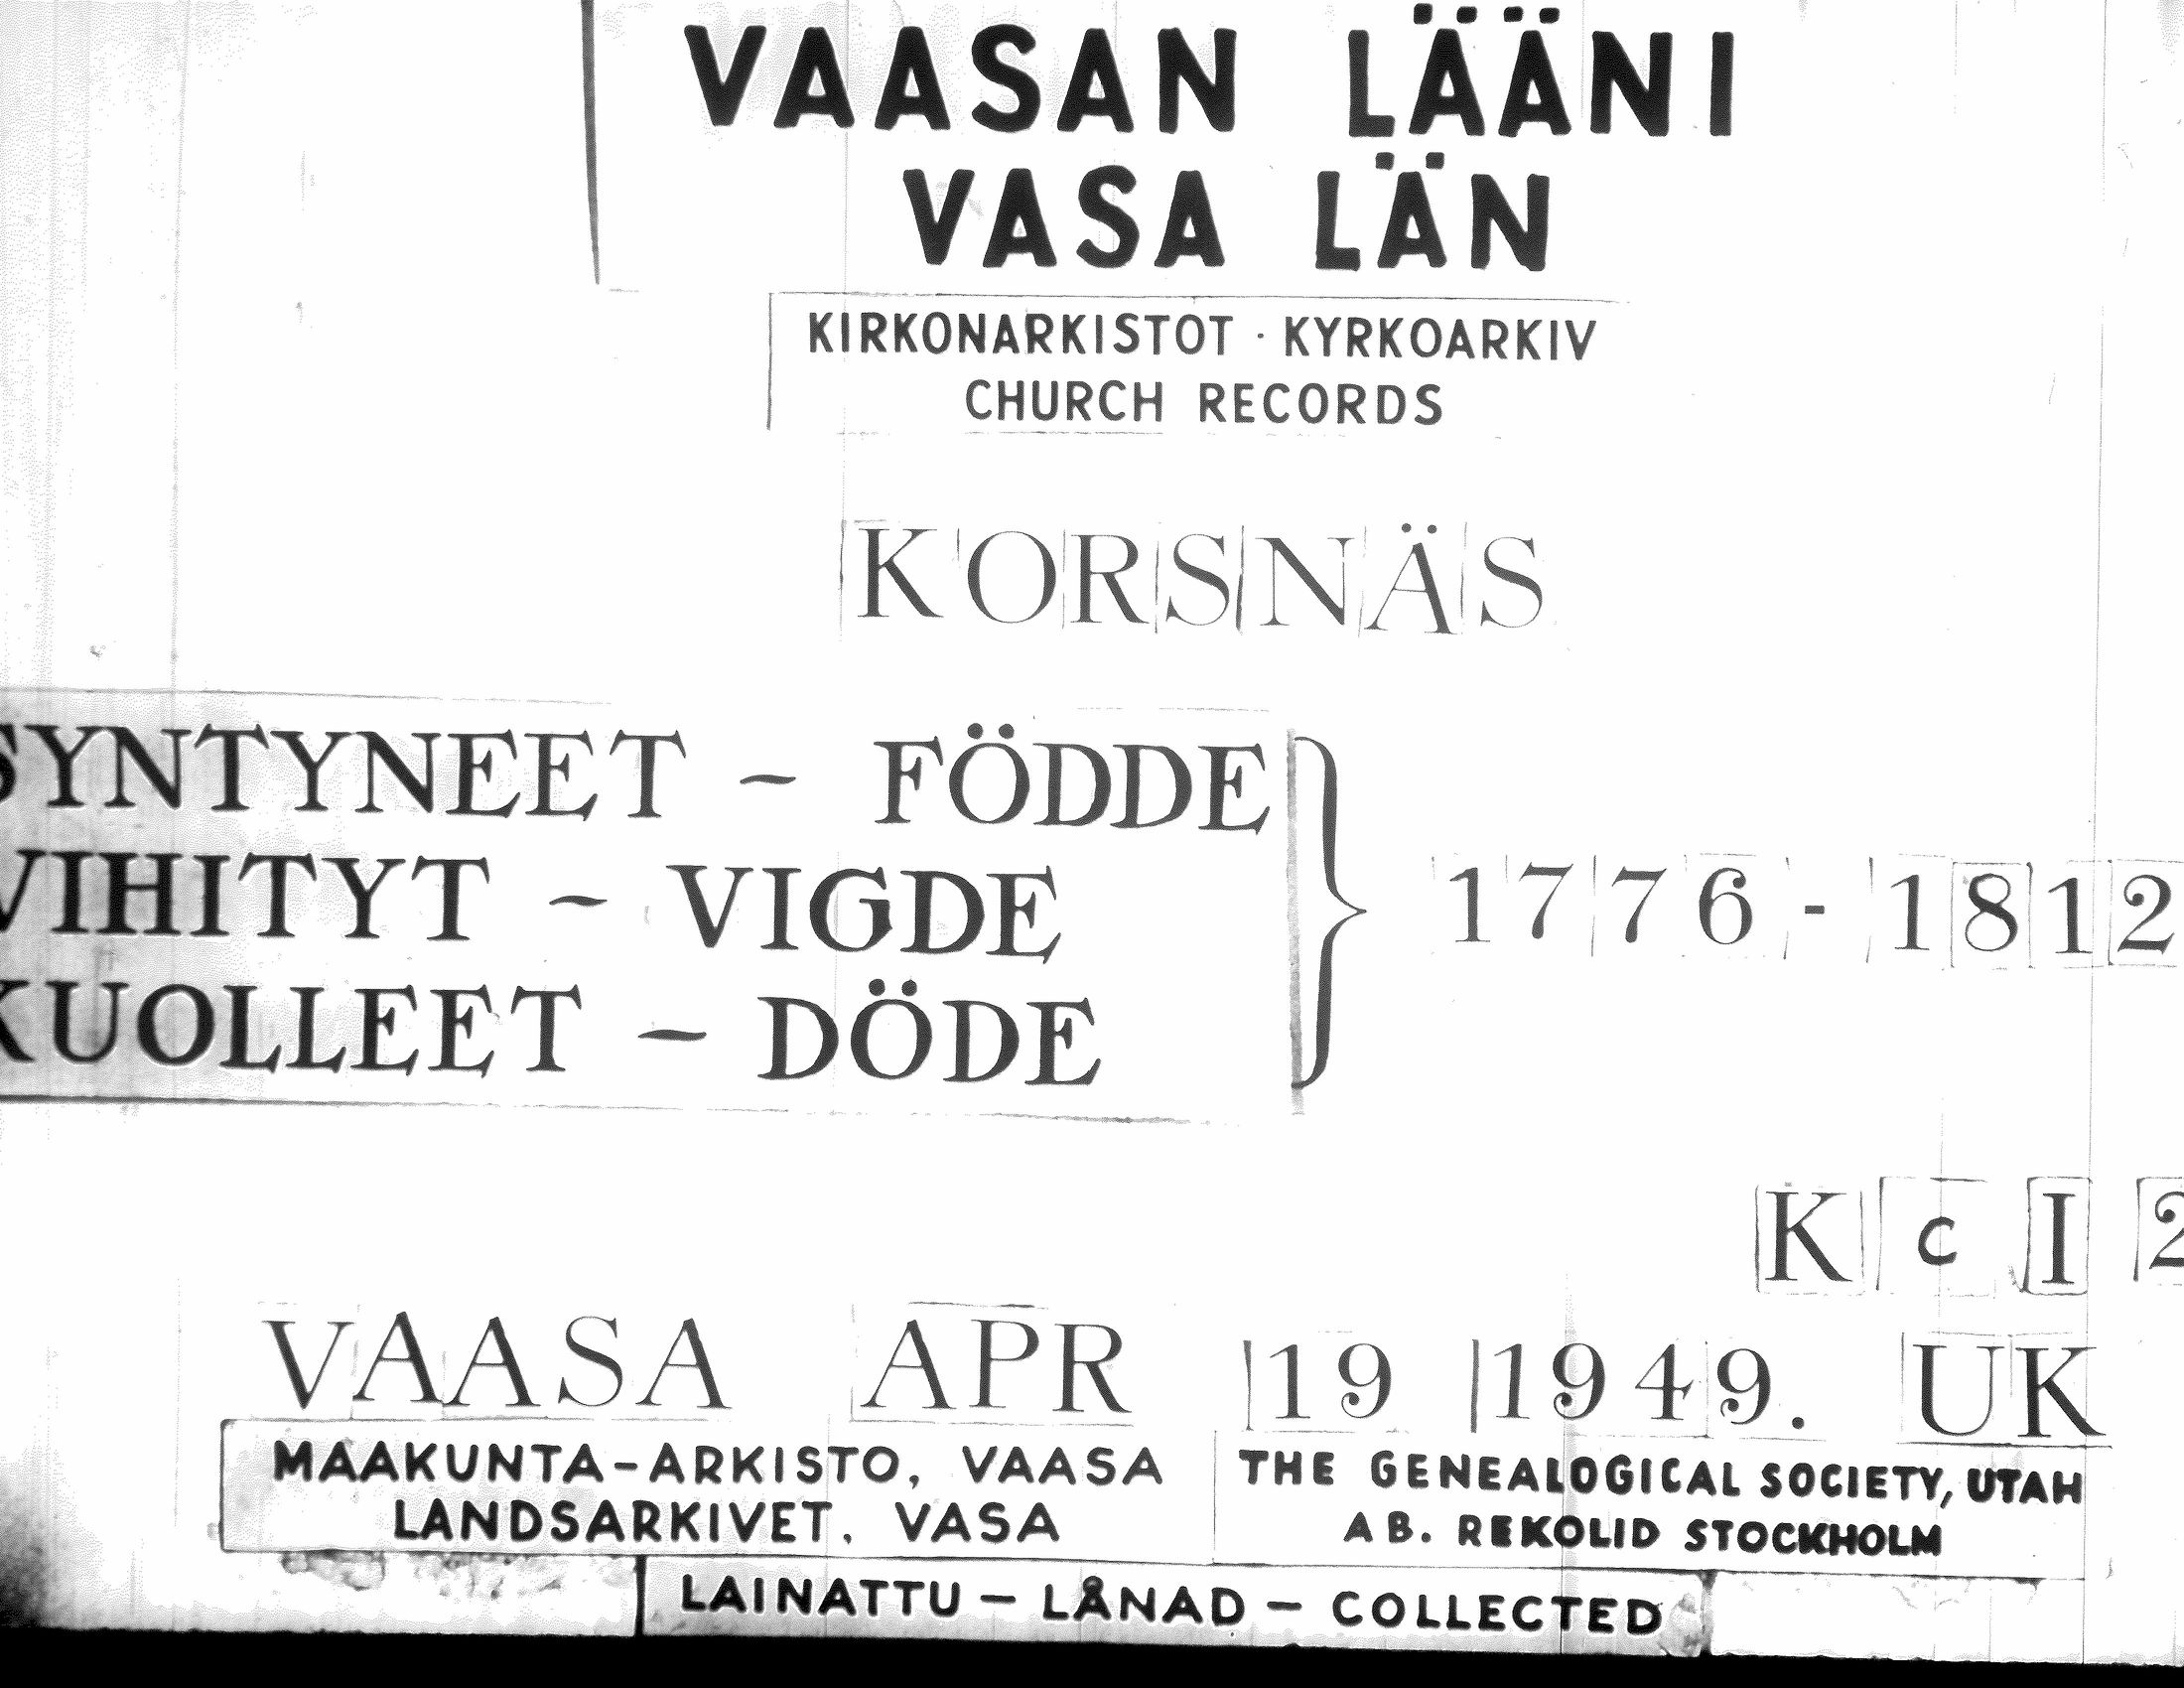 VAASAN LÄÄNI
VASA LÄN
KIRKONARKISTOT · KYRKOARKIV
CHURCH RECORDS
KORSNÄS
SYNTYNEET - FÖDDE
VIHITYT - VIGDE
KUOLLEET - DÖDE
1776-1812
K c I 2
VAASA APR 19 1949. UK
MAAKUNTA-ARKISTO, VAASA
LANDSARKIVET, VASA
THE GENEALOGICAL SOCIETY, UTAH
AB. REKOLID STOCKHOLM
LAINATTU - LÅNAD - COLLECTED